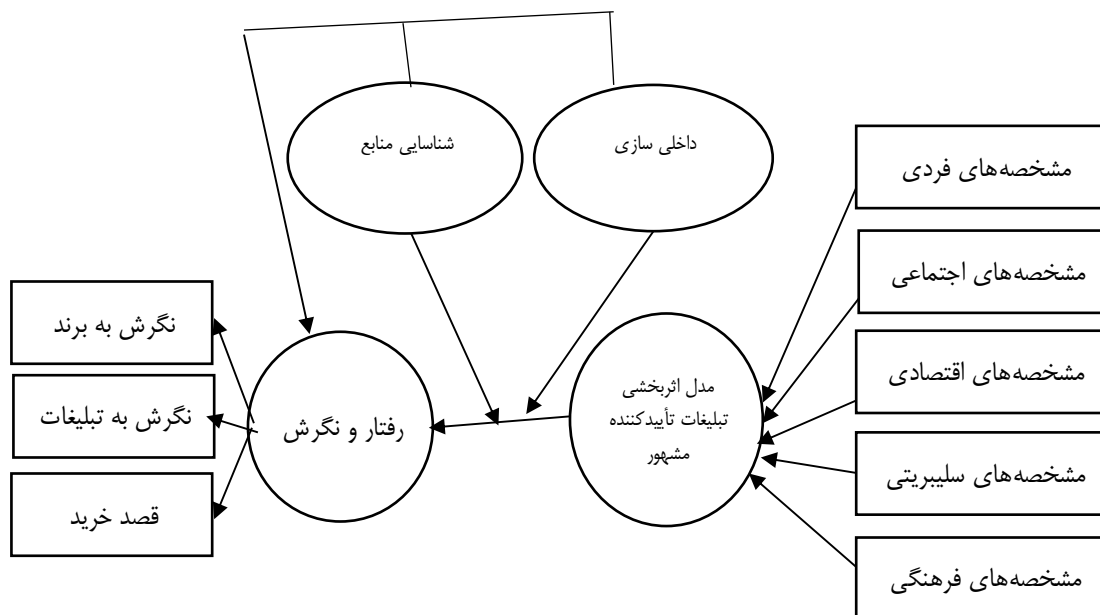 داخلی سازی
شناسایی منابع
مشخصه‌های فردی
مشخصه‌های اجتماعی
مشخصه‌های اقتصادی
مشخصه‌های سلیبریتی
مشخصه‌های فرهنگی
مدل اثربخشی
تبلیغات تأییدکننده
مشهور
رفتار و نگرش
نگرش به برند
نگرش به تبلیغات
قصد خرید